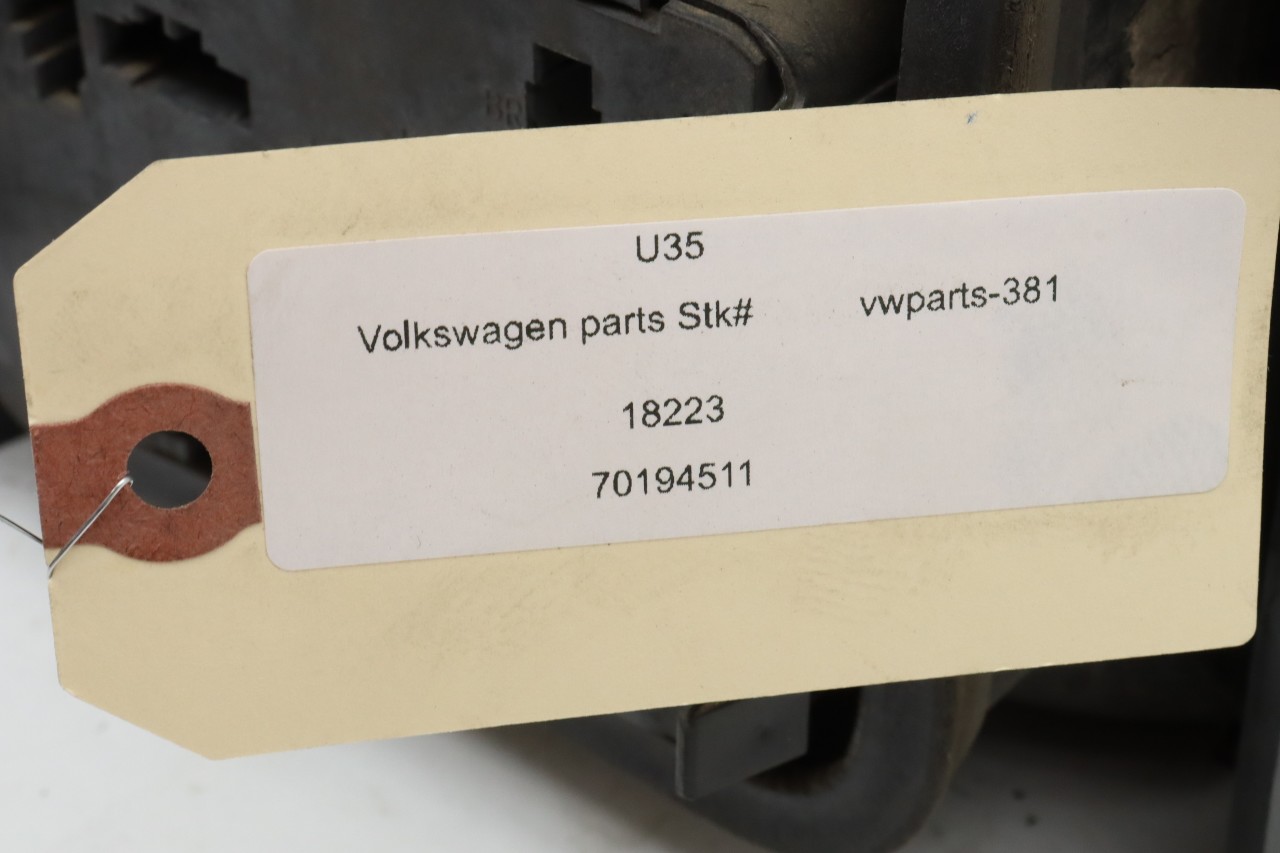 U35
Volkswagen parts Stk# vwparts-381
18223
70194511